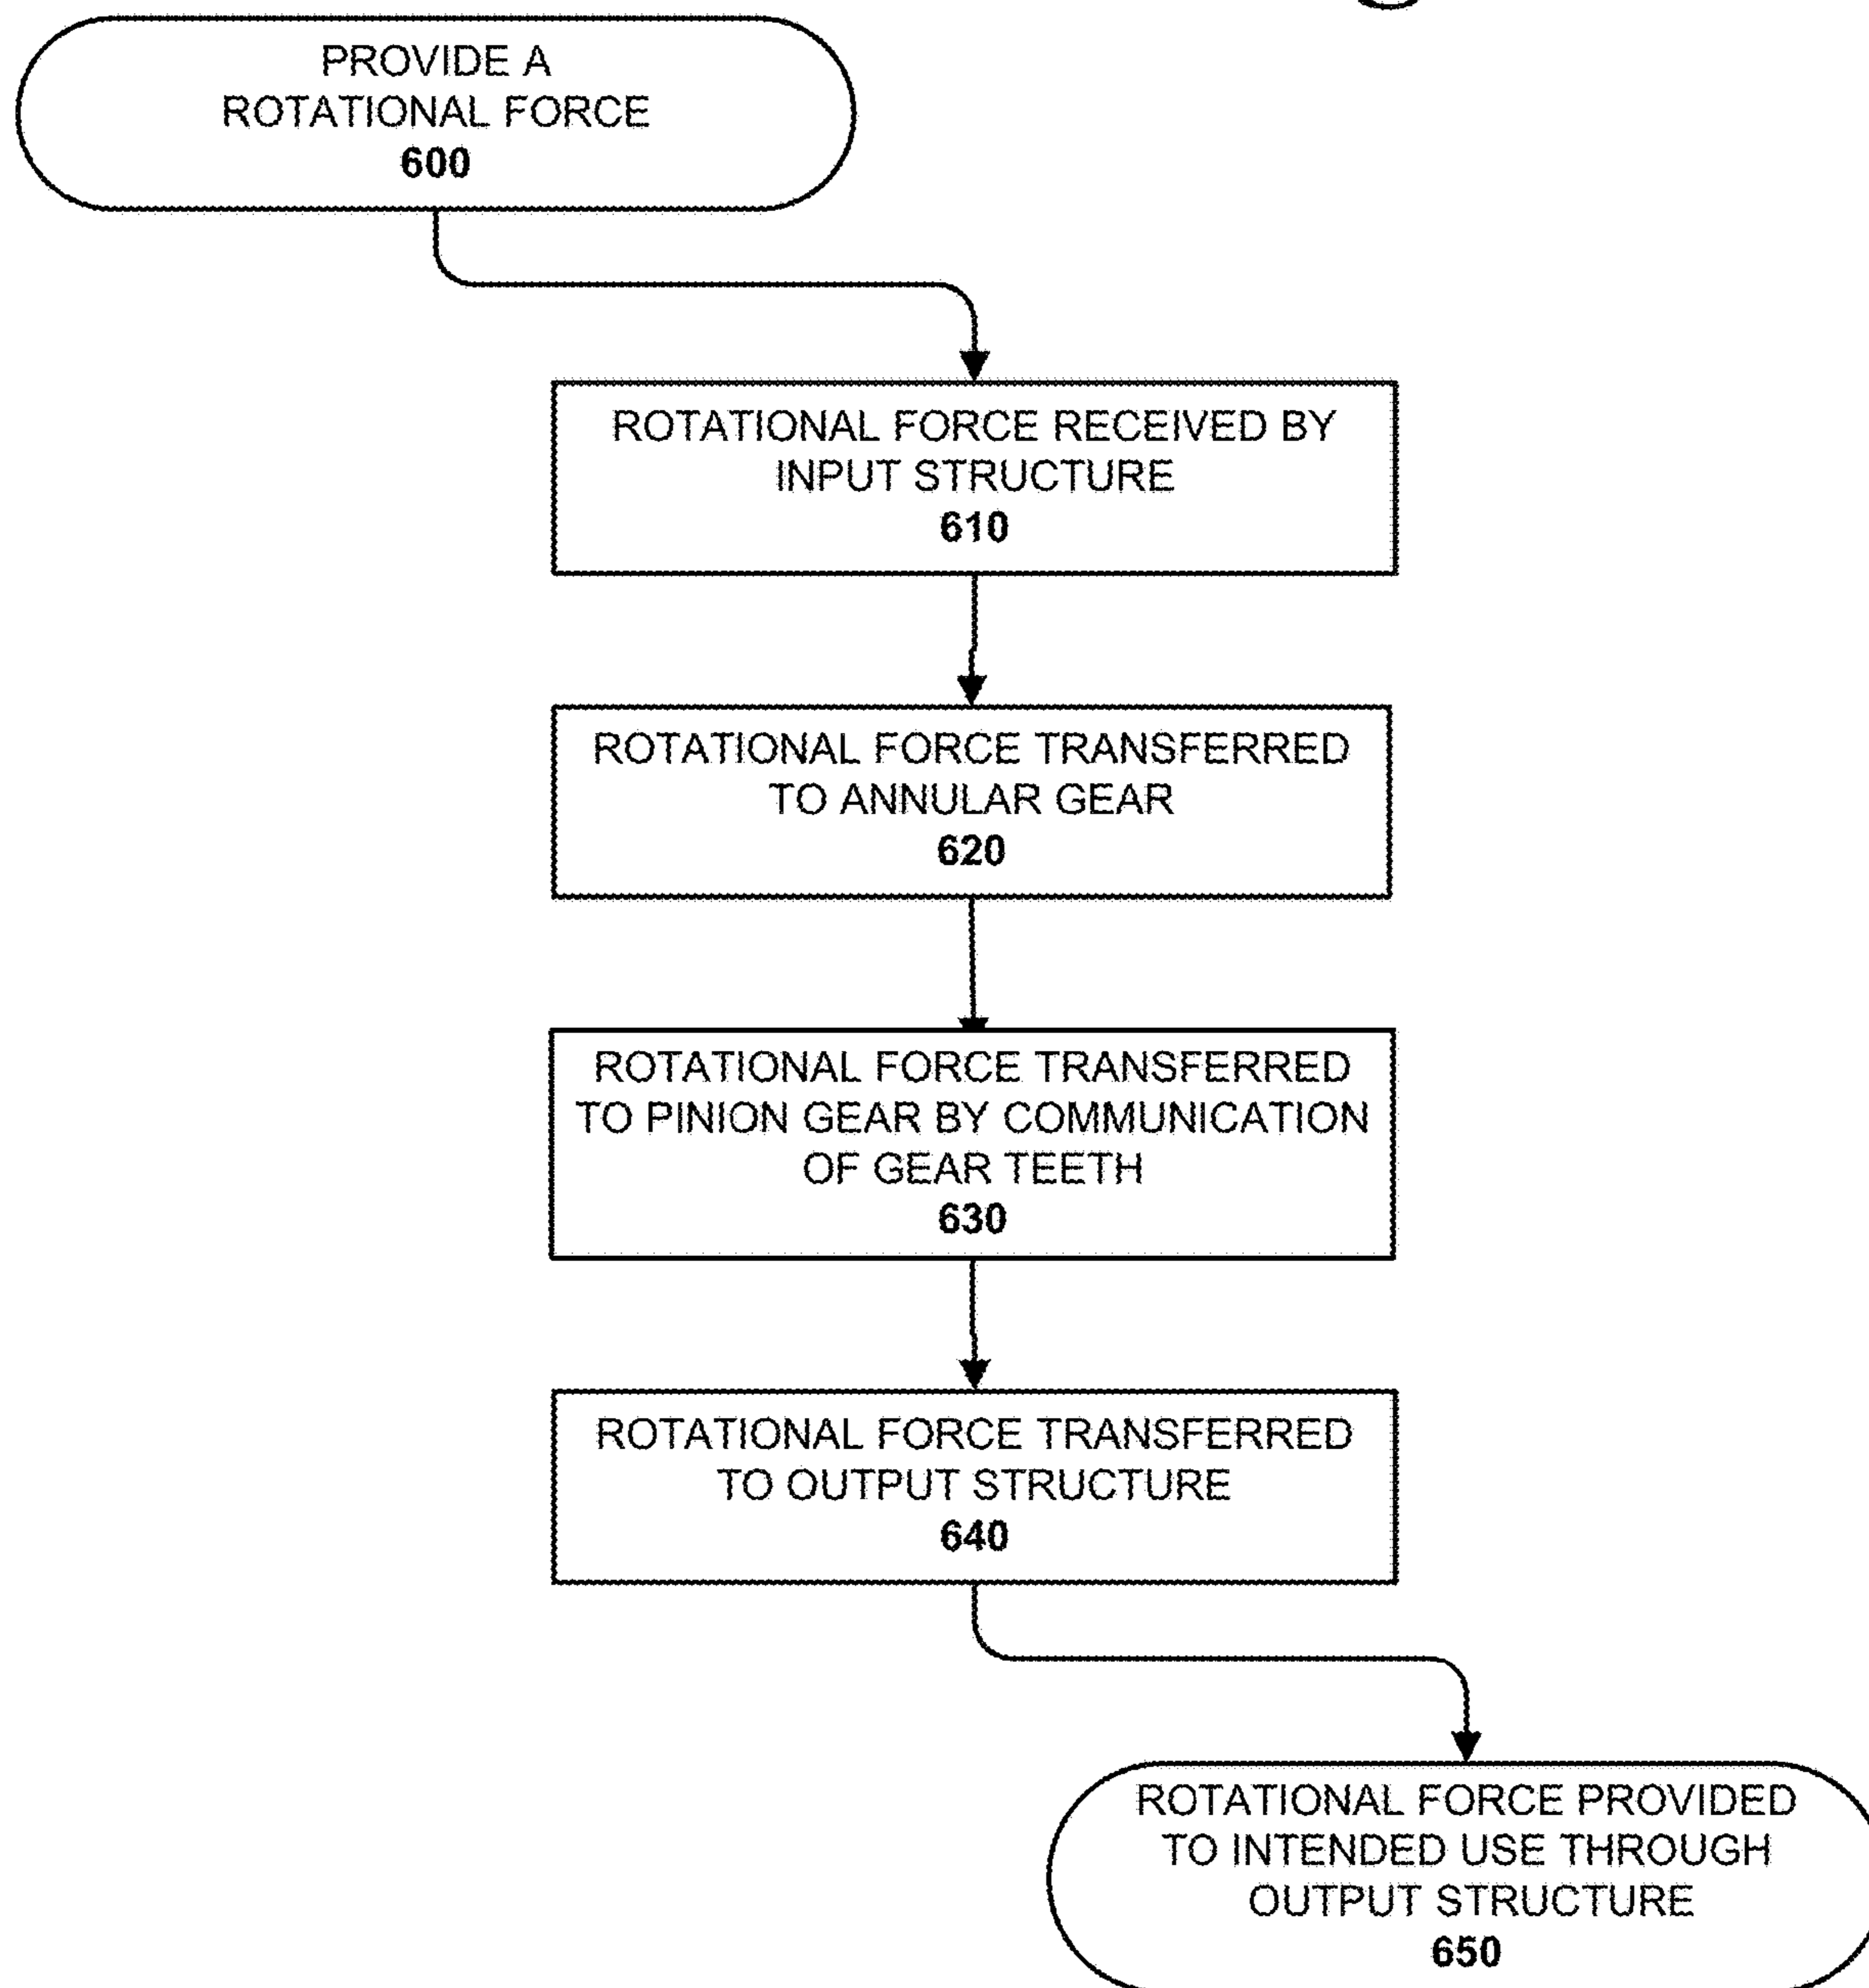 PROVIDE A
ROTATIONAL FORCE
600
ROTATIONAL FORCE RECEIVED BY
INPUT STRUCTURE
610
ROTATIONAL FORCE TRANSFERRED
TO ANNULAR GEAR
620
ROTATIONAL FORCE TRANSFERRED
TO PINION GEAR BY COMMUNICATION
OF GEAR TEETH
630
ROTATIONAL FORCE TRANSFERRED
TO OUTPUT STRUCTURE
640
ROTATIONAL FORCE PROVIDED
TO INTENDED USE THROUGH
OUTPUT STRUCTURE
650